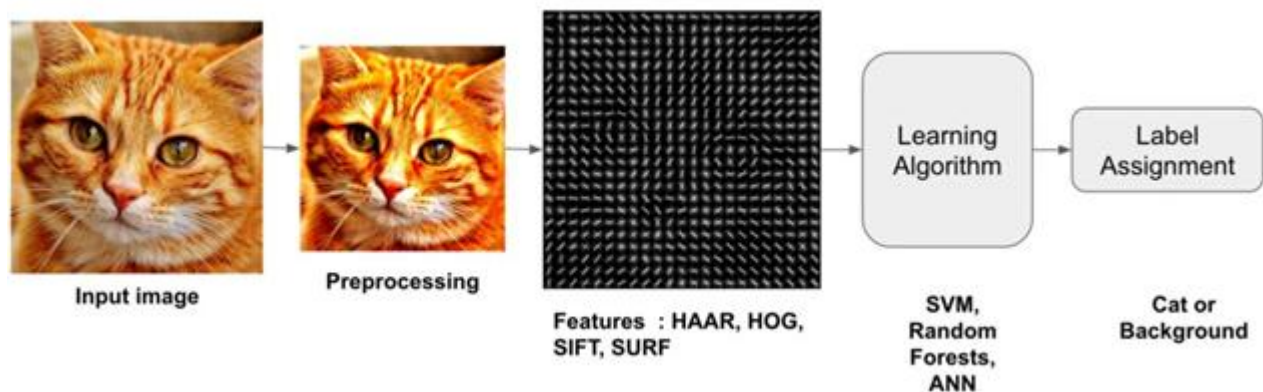 Input image
Preprocessing
Features : HAAR, HOG,
SIFT, SURF
Learning
Algorithm
SVM,
Random
Forests,
ANN
Label
Assignment
Cat or
Background